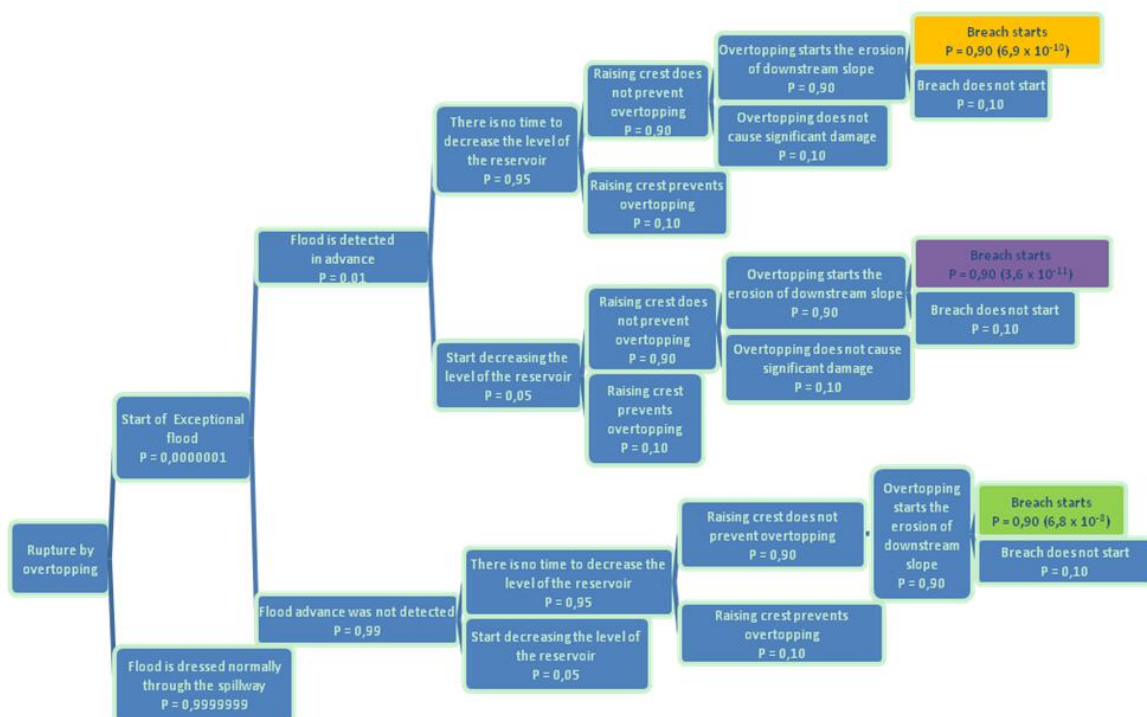 Rupture by
overtopping
Start of Exceptional
flood
P = 0,0000001
Flood is dressed normally
through the spillway
P = 0,9999999
Flood is detected
in advance
P = 0,01
Flood advance was not detected
P = 0,99
There is no time to
decrease the level of
the reservoir
P = 0,95
Start decreasing the
level of the reservoir
P = 0,05
There is no time to decrease the
level of the reservoir
P = 0,95
Start decreasing the level of
the reservoir
P = 0,05
Raising crest does
not prevent
overtopping
P = 0,90
Raising crest prevents
overtopping
P = 0,10
Raising crest does
not prevent
overtopping
P = 0,90
Raising crest
prevents
overtopping
P = 0,10
Raising crest does not
prevent overtopping
P = 0,90
Raising crest prevents
overtopping
P = 0,10
Overtopping starts the erosion
of downstream slope
P = 0,90
Overtopping does not
cause significant damage
P = 0,10
Overtopping starts the
erosion of downstream slope
P = 0,90
Overtopping does not cause
significant damage
P = 0,10
Overtopping
starts the
erosion of
downstream
slope
P = 0,90
Breach starts
P = 0,90 (6,9 x 10⁻¹⁰)
Breach does not start
P = 0,10
Breach starts
P = 0,90 (3,6 x 10⁻¹¹)
Breach does not start
P = 0,10
Breach starts
P = 0,90 (6,8 x 10⁻⁸)
Breach does not start
P = 0,10